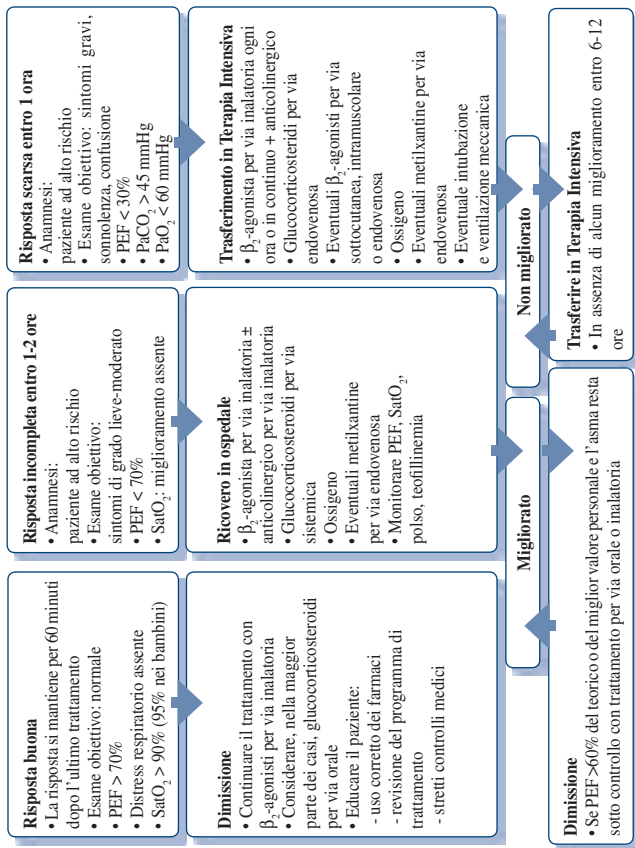 Risposta buona
• La risposta si mantiene per 60 minuti
dopo l'ultimo trattamento
• Esame obiettivo: normale
• PEF > 70%
• Distress respiratorio assente
• SatO₂ > 90% (95% nei bambini)
Risposta incompleta entro 1-2 ore
• Anamnesi:
paziente ad alto rischio
• Esame obiettivo:
sintomi di grado lieve-moderato
• PEF < 70%
• SatO₂: miglioramento assente
Risposta scarsa entro 1 ora
• Anamnesi:
paziente ad alto rischio
• Esame obiettivo: sintomi gravi,
sonnolenza, confusione
• PEF < 30%
• PaCO₂ > 45 mmHg
• PaO₂ < 60 mmHg
Dimissione
• Continuare il trattamento con
β₂-agonisti per via inalatoria
• Considerare, nella maggior
parte dei casi, glucocorticosteroidi
per via orale
• Educare il paziente:
- uso corretto dei farmaci
- revisione del programma di
trattamento
- stretti controlli medici
Ricovero in ospedale
• β₂-agonista per via inalatoria ±
anticolinergico per via inalatoria
• Glucocorticosteroidi per via
sistemica
• Ossigeno
• Eventuali metilxantine
per via endovenosa
• Monitorare PEF, SatO₂,
polso, teofillinemia
Trasferimento in Terapia Intensiva
• β₂-agonista per via inalatoria ogni
ora o in continuo + anticolinergico
• Glucocorticosteridi per via
endovenosa
• Eventuali β₂-agonisti per via
sottocutanea, intramuscolare
o endovenosa
• Ossigeno
• Eventuali metilxantine per via
endovenosa
• Eventuale intubazione
e ventilazione meccanica
Migliorato
Non migliorato
Dimissione
• Se PEF >60% del teorico o del miglior valore personale e l'asma resta
sotto controllo con trattamento per via orale o inalatoria
Trasferire in Terapia Intensiva
• In assenza di alcun miglioramento entro 6-12
ore